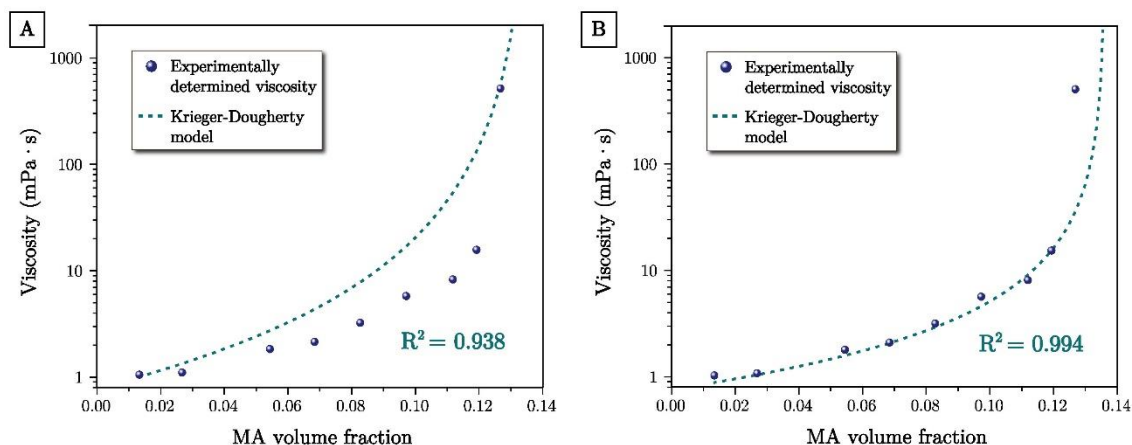 A
1000
100
10
1
Viscosity (mPa · s)
Experimentally
determined viscosity
Krieger-Dougherty
model
R² = 0.938
0.00 0.02 0.04 0.06 0.08 0.10 0.12 0.14
MA volume fraction
B
1000
100
10
1
Viscosity (mPa · s)
Experimentally
determined viscosity
Krieger-Dougherty
model
R² = 0.994
0.00 0.02 0.04 0.06 0.08 0.10 0.12 0.14
MA volume fraction